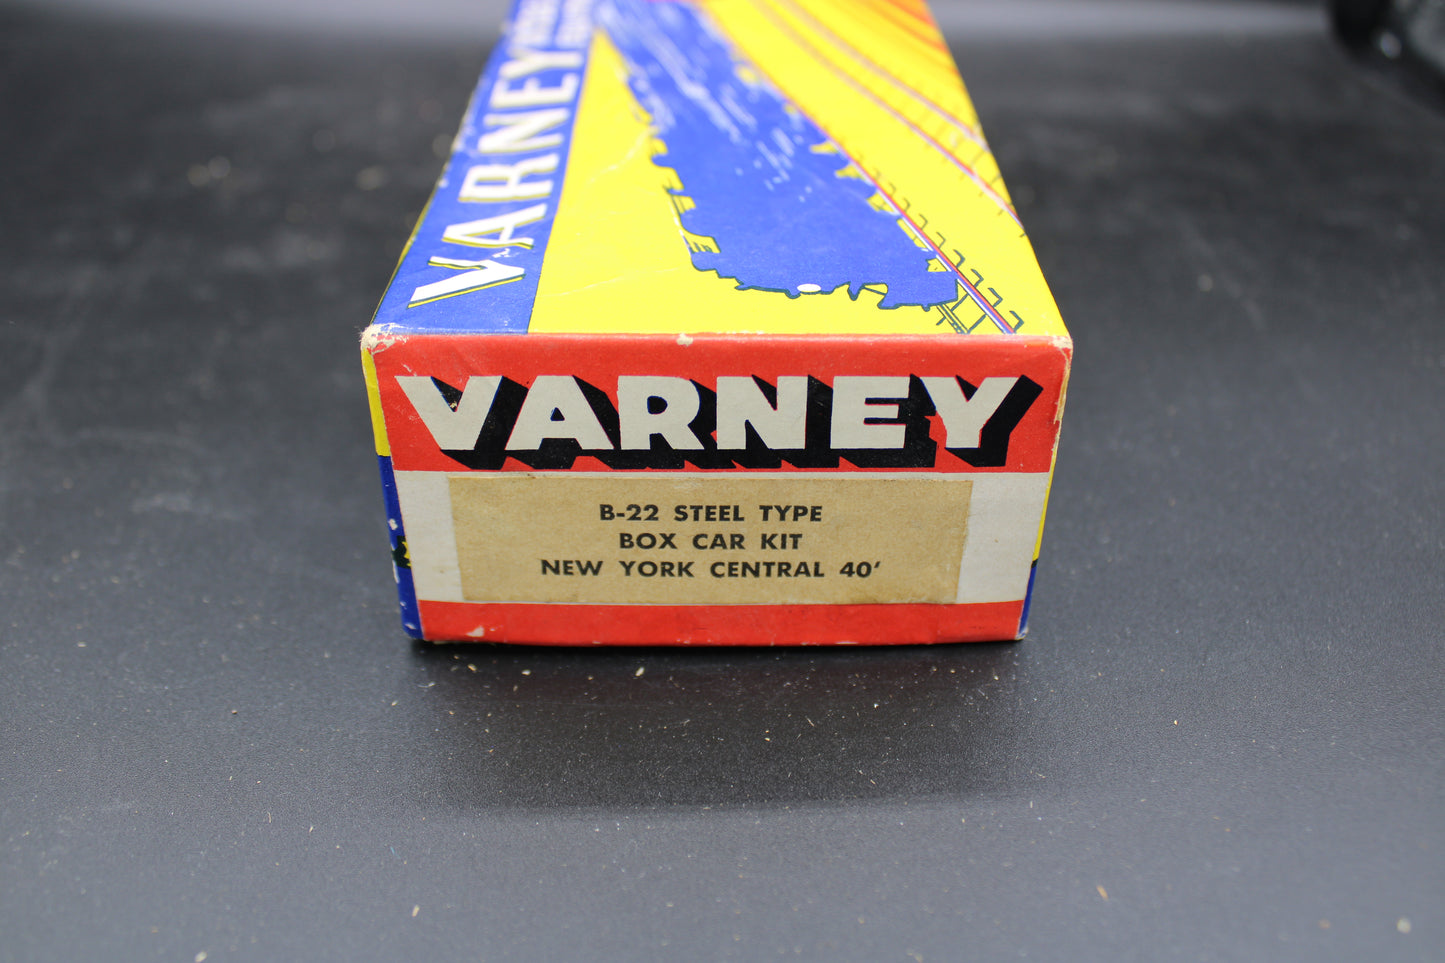 VARNEY
VARNEY
B-22 STEEL TYPE
BOX CAR KIT
NEW YORK CENTRAL 40'